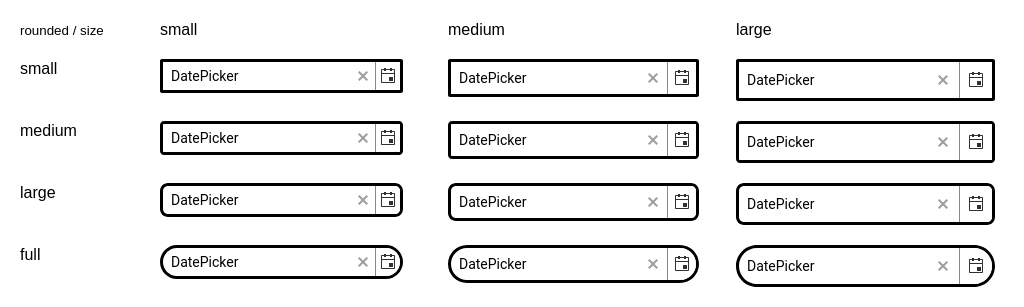 rounded / size small medium large
small DatePicker DatePicker DatePicker
medium DatePicker DatePicker DatePicker
large DatePicker DatePicker DatePicker
full DatePicker DatePicker DatePicker